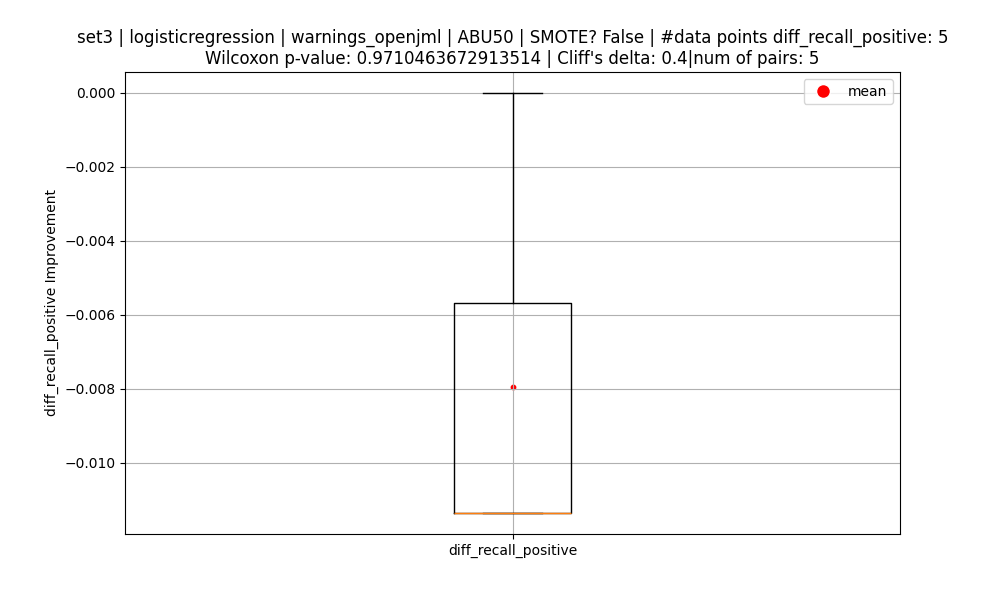 set3 | logisticregression | warnings_openjml | ABU50 | SMOTE? False | #data points diff_recall_positive: 5
Wilcoxon p-value: 0.9710463672913514 | Cliff's delta: 0.4|num of pairs: 5
mean
0.000
−0.002
−0.004
−0.006
−0.008
−0.010
diff_recall_positive Improvement
diff_recall_positive